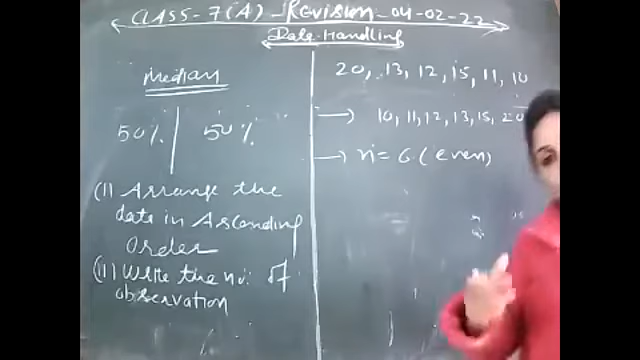 CLASS-7(A)-Revision-04-02-22
Data Handling
Median
50% | 50%
(I) Arrange the
data in Ascending
Order
(II) Write the no: of
observation
20, 13, 12, 15, 11, 10
→ 10, 11, 12, 13, 15, 20
→ n = 6 (even)